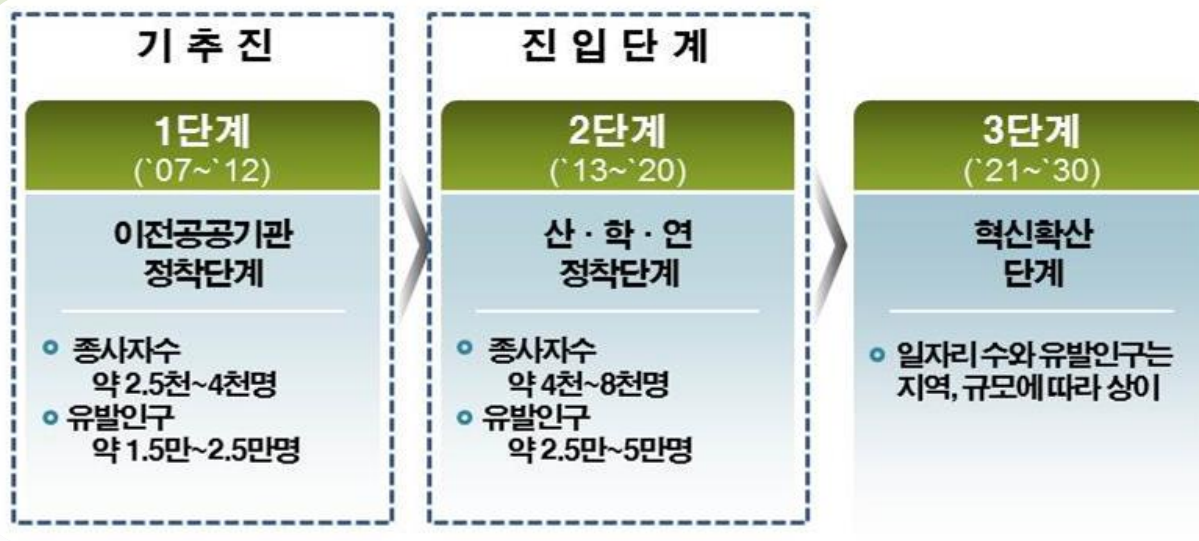 기 추 진
1단계
(`07~`12)
이전공공기관
정착단계
종사자수
약 2.5천~4천명
유발인구
약 1.5만~2.5만명
진 입 단 계
2단계
(`13~`20)
산 · 학 · 연
정착단계
종사자수
약 4천~8천명
유발인구
약 2.5만~5만명
3단계
(`21~`30)
혁신확산
단계
일자리 수와 유발인구는
지역, 규모에 따라 상이